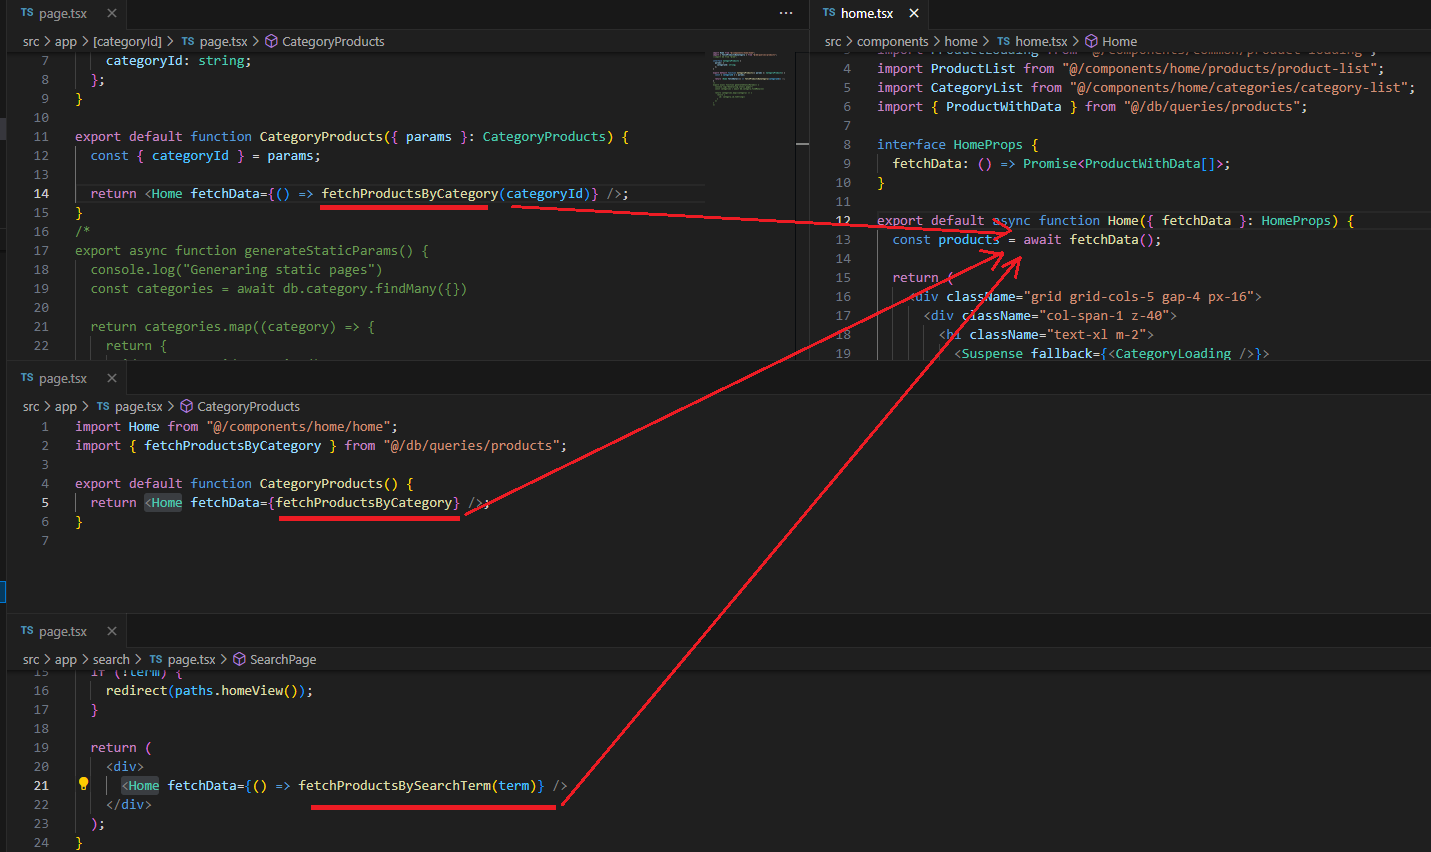 TS page.tsx ×
src > app > [categoryId] > TS page.tsx > CategoryProducts
7 categoryId: string;
8 };
9 }
10
11 export default function CategoryProducts({ params }: CategoryProducts) {
12 const { categoryId } = params;
13
14 return <Home fetchData={() => fetchProductsByCategory(categoryId)} />;
15 }
16 /*
17 export async function generateStaticParams() {
18 console.log("Generaring static pages")
19 const categories = await db.category.findMany({})
20
21 return categories.map((category) => {
22 return {
TS home.tsx ×
src > components > home > TS home.tsx > Home
4 import ProductList from "@/components/home/products/product-list";
5 import CategoryList from "@/components/home/categories/category-list";
6 import { ProductWithData } from "@/db/queries/products";
7
8 interface HomeProps {
9 fetchData: () => Promise<ProductWithData[]>;
10 }
11
12 export default async function Home({ fetchData }: HomeProps) {
13 const products = await fetchData();
14
15 return (
16 <div className="grid grid-cols-5 gap-4 px-16">
17 <div className="col-span-1 z-40">
18 <h1 className="text-xl m-2">
19 <Suspense fallback={<CategoryLoading />}>
TS page.tsx ×
src > app > TS page.tsx > CategoryProducts
1 import Home from "@/components/home/home";
2 import { fetchProductsByCategory } from "@/db/queries/products";
3
4 export default function CategoryProducts() {
5 return <Home fetchData={fetchProductsByCategory} />;
6 }
7
TS page.tsx ×
src > app > search > TS page.tsx > SearchPage
15 if (!term) {
16 redirect(paths.homeView());
17 }
18
19 return (
20 <div>
21 <Home fetchData={() => fetchProductsBySearchTerm(term)} />
22 </div>
23 );
24 }